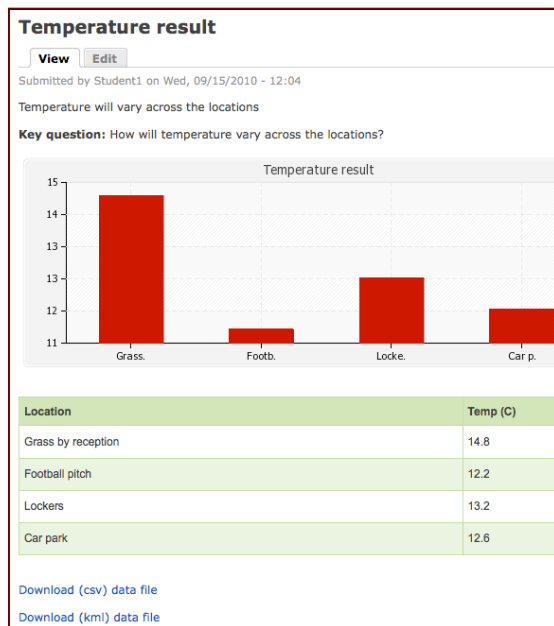 Temperature result
View Edit
Submitted by Student1 on Wed, 09/15/2010 - 12:04
Temperature will vary across the locations
Key question: How will temperature vary across the locations?
Temperature result
15
14
13
13
12
11
Grass. Footb. Locke. Car p.
Location Temp (C)
Grass by reception 14.8
Football pitch 12.2
Lockers 13.2
Car park 12.6
Download (csv) data file
Download (kml) data file